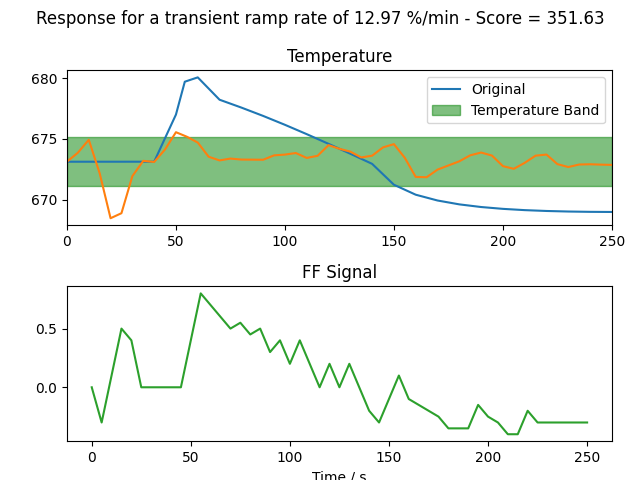 Response for a transient ramp rate of 12.97 %/min - Score = 351.63
Temperature
680
675
670
Original
Temperature Band
0 50 100 150 200 250
FF Signal
0.5
0.0
0 50 100 150 200 250
Time / s